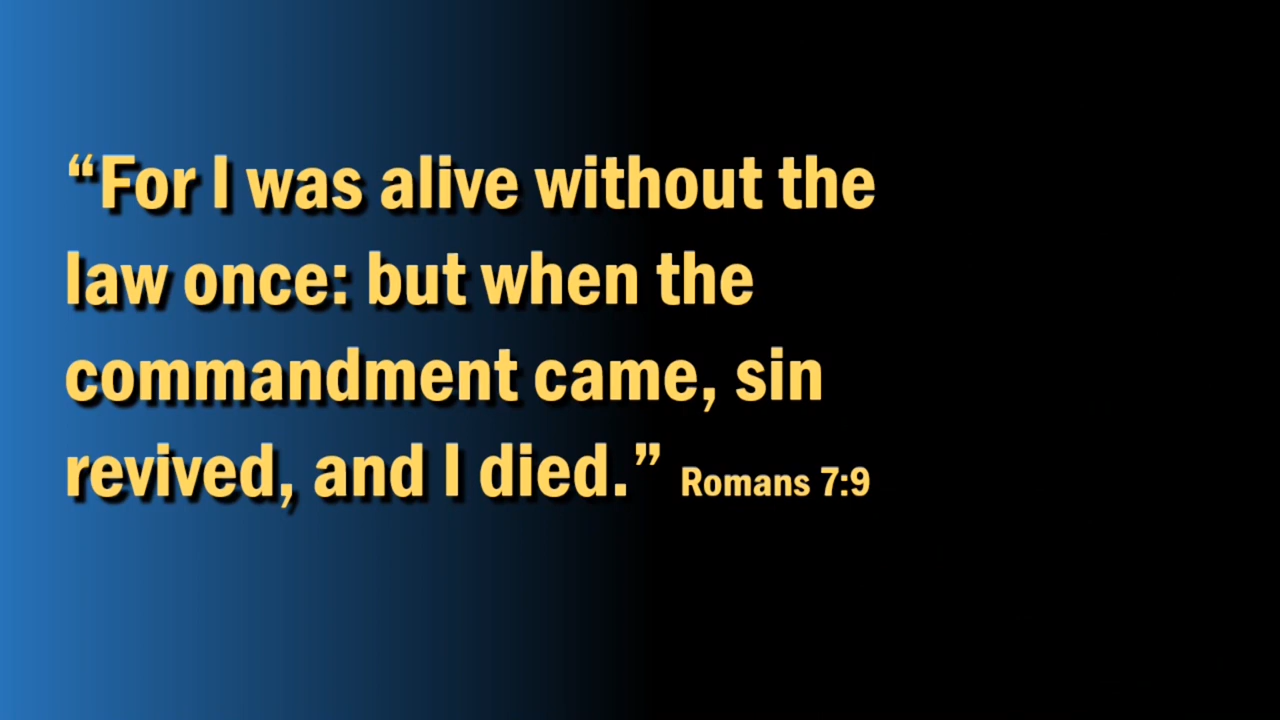 “For I was alive without the
law once: but when the
commandment came, sin
revived, and I died.” Romans 7:9